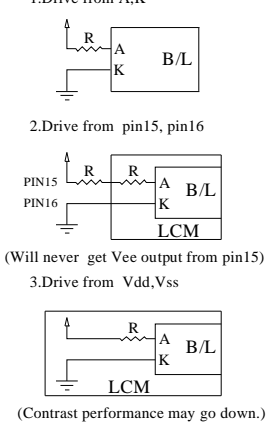 1.Drive from A,K
R
A
B/L
K
2.Drive from pin15, pin16
R R
PIN15 A
B/L
PIN16 K
LCM
(Will never get Vee output from pin15)
3.Drive from Vdd,Vss
R
A
B/L
K
LCM
(Contrast performance may go down.)